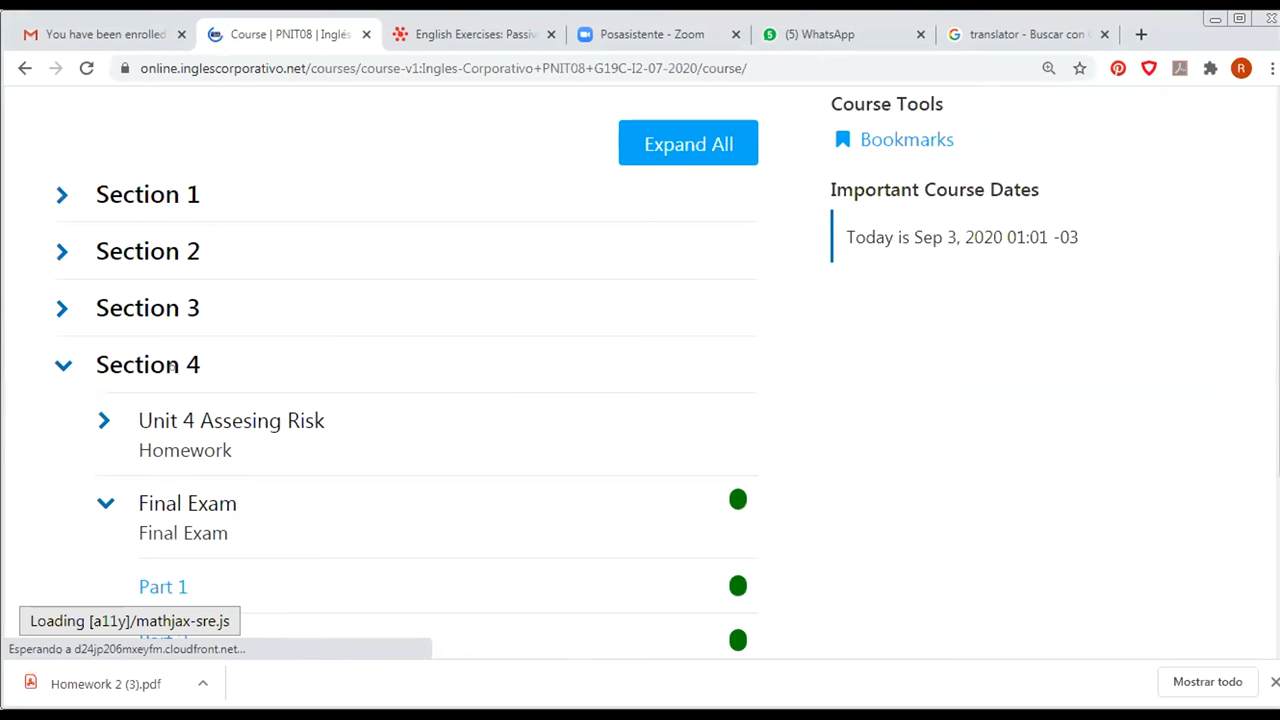 You have been enrolled
Course | PNIT08 | Inglés
English Exercises: Passiv
Posasistente - Zoom
(5) WhatsApp
translator - Buscar con
online.inglescorporativo.net/courses/course-v1:Ingles-Corporativo+PNIT08+G19C-I2-07-2020/course/
Expand All
Section 1
Section 2
Section 3
Section 4
Unit 4 Assesing Risk
Homework
Final Exam
Final Exam
Part 1
Course Tools
Bookmarks
Important Course Dates
Today is Sep 3, 2020 01:01 -03
Loading [a11y]/mathjax-sre.js
Esperando a d24jp206mxeyfm.cloudfront.net...
Homework 2 (3).pdf
Mostrar todo